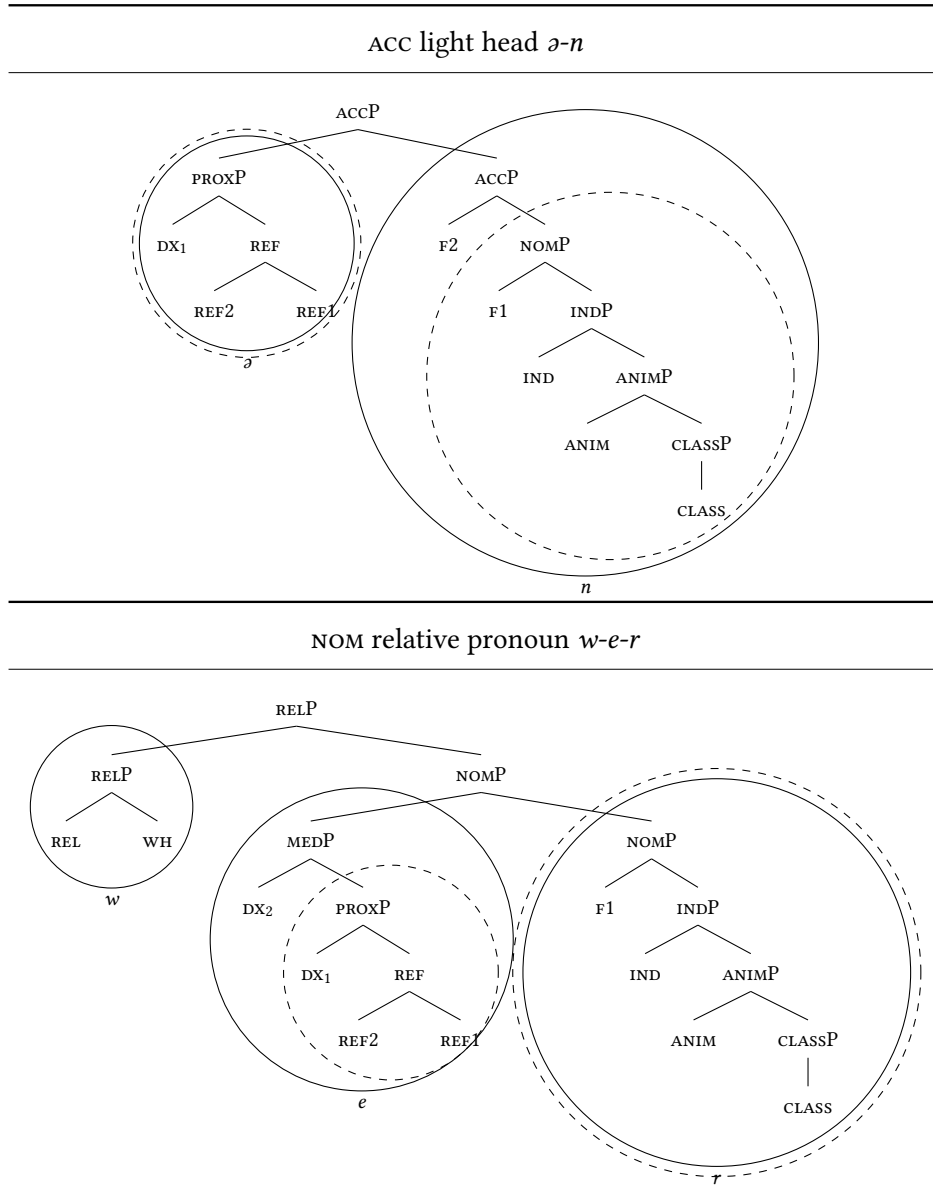 ACC light head ə-n
ACCP
PROXP ACCP
DX1 REF F2 NOMP
REF2 REF1 F1 INDP
ə
IND ANIMP
ANIM CLASSP
CLASS
n
NOM relative pronoun w-e-r
RELP
RELP NOMP
REL WH MEDP NOMP
w
DX2 PROXP F1 INDP
DX1 REF IND ANIMP
REF2 REF1 ANIM CLASSP
e
CLASS
r